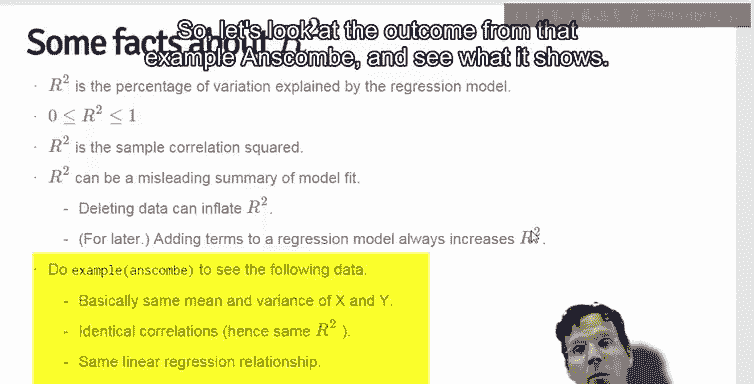 So, let's look at the outcome from that
example Anscombe, and see what it shows.
Some facts about R²
· R² is the percentage of variation explained by the regression model.
· 0 ≤ R² ≤ 1
· R² is the sample correlation squared.
· R² can be a misleading summary of model fit.
- Deleting data can inflate R².
- (For later.) Adding terms to a regression model always increases R².
· Do example(anscombe) to see the following data.
- Basically same mean and variance of X and Y.
- Identical correlations (hence same R² ).
- Same linear regression relationship.